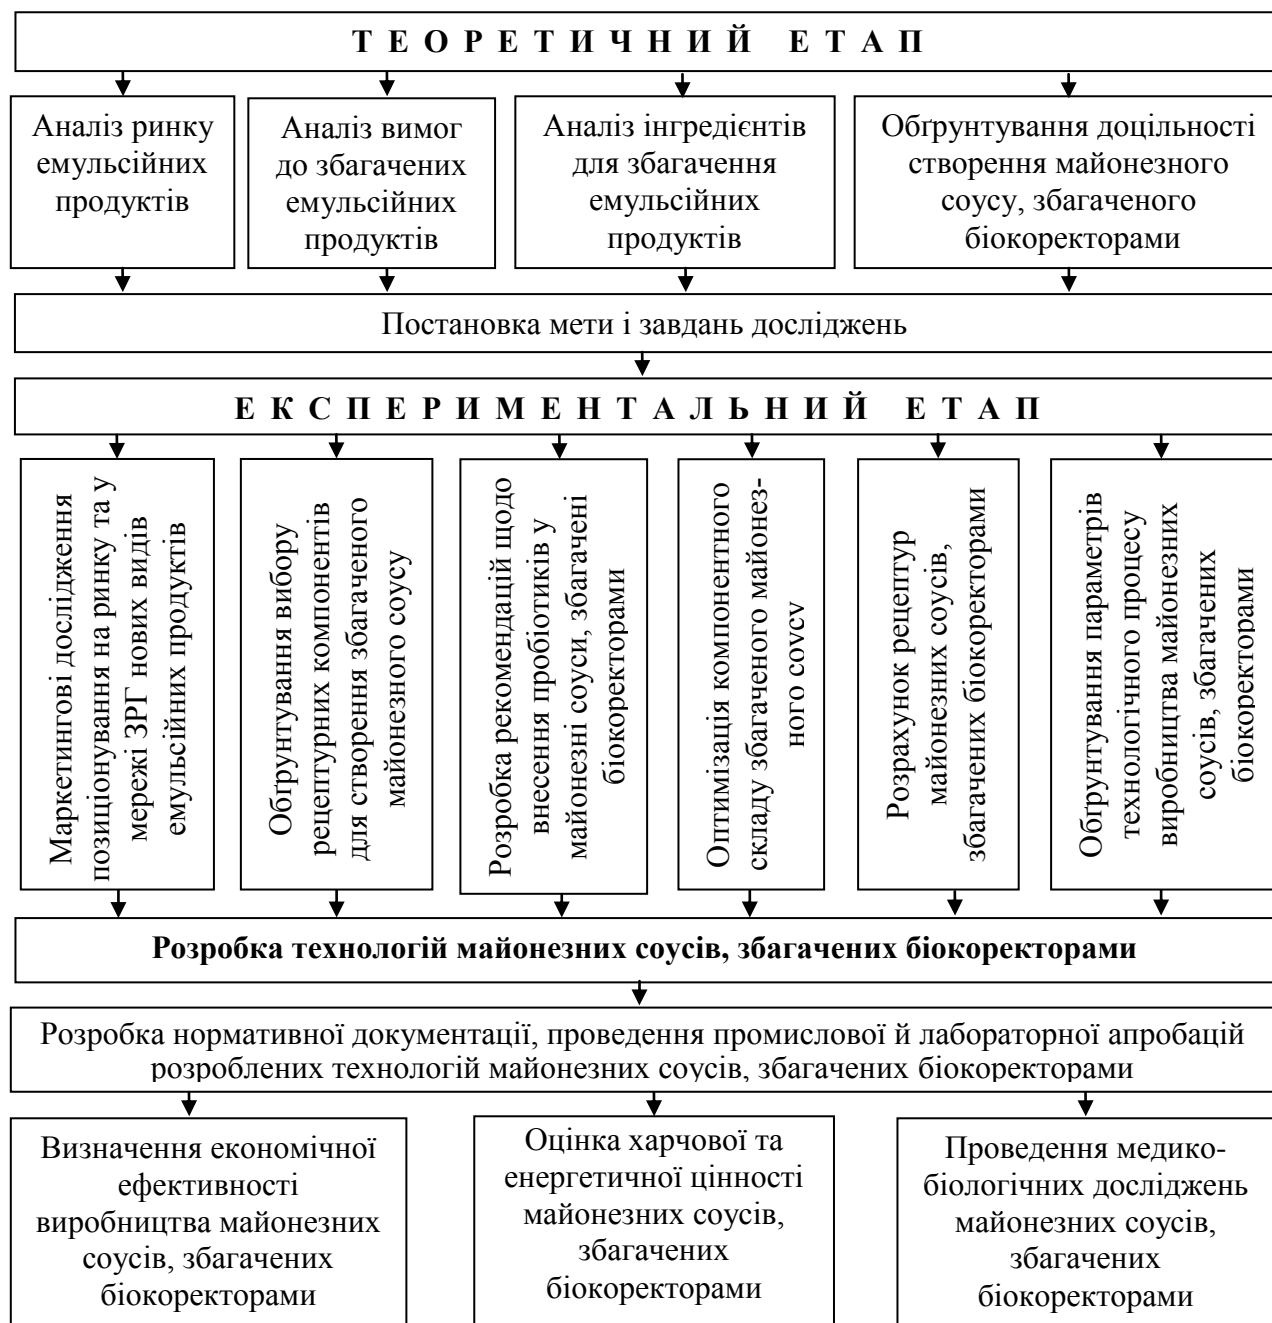 Т Е О Р Е Т И Ч Н И Й Е Т А П
Аналіз ринку
емульсійних
продуктів
Аналіз вимог
до збагачених
емульсійних
продуктів
Аналіз інгредієнтів
для збагачення
емульсійних
продуктів
Обґрунтування доцільності
створення майонезного
соусу, збагаченого
біокоректорами
Постановка мети і завдань досліджень
Е К С П Е Р И М Е Н Т А Л Ь Н И Й Е Т А П
Маркетингові дослідження
позиціонування на ринку та у
мережі ЗРГ нових видів
емульсійних продуктів
Обґрунтування вибору
рецептурних компонентів
для створення збагаченого
майонезного соусу
Розробка рекомендацій щодо
внесення пробіотиків у
майонезні соуси, збагачені
біокоректорами
Оптимізація компонентного
складу збагаченого майонез-
ного соусу
Розрахунок рецептур
майонезних соусів,
збагачених біокоректорами
Обґрунтування параметрів
технологічного процесу
виробництва майонезних
соусів, збагачених
біокоректорами
Розробка технологій майонезних соусів, збагачених біокоректорами
Розробка нормативної документації, проведення промислової й лабораторної апробацій
розроблених технологій майонезних соусів, збагачених біокоректорами
Визначення економічної
ефективності
виробництва майонезних
соусів, збагачених
біокоректорами
Оцінка харчової та
енергетичної цінності
майонезних соусів,
збагачених
біокоректорами
Проведення медико-
біологічних досліджень
майонезних соусів,
збагачених
біокоректорами